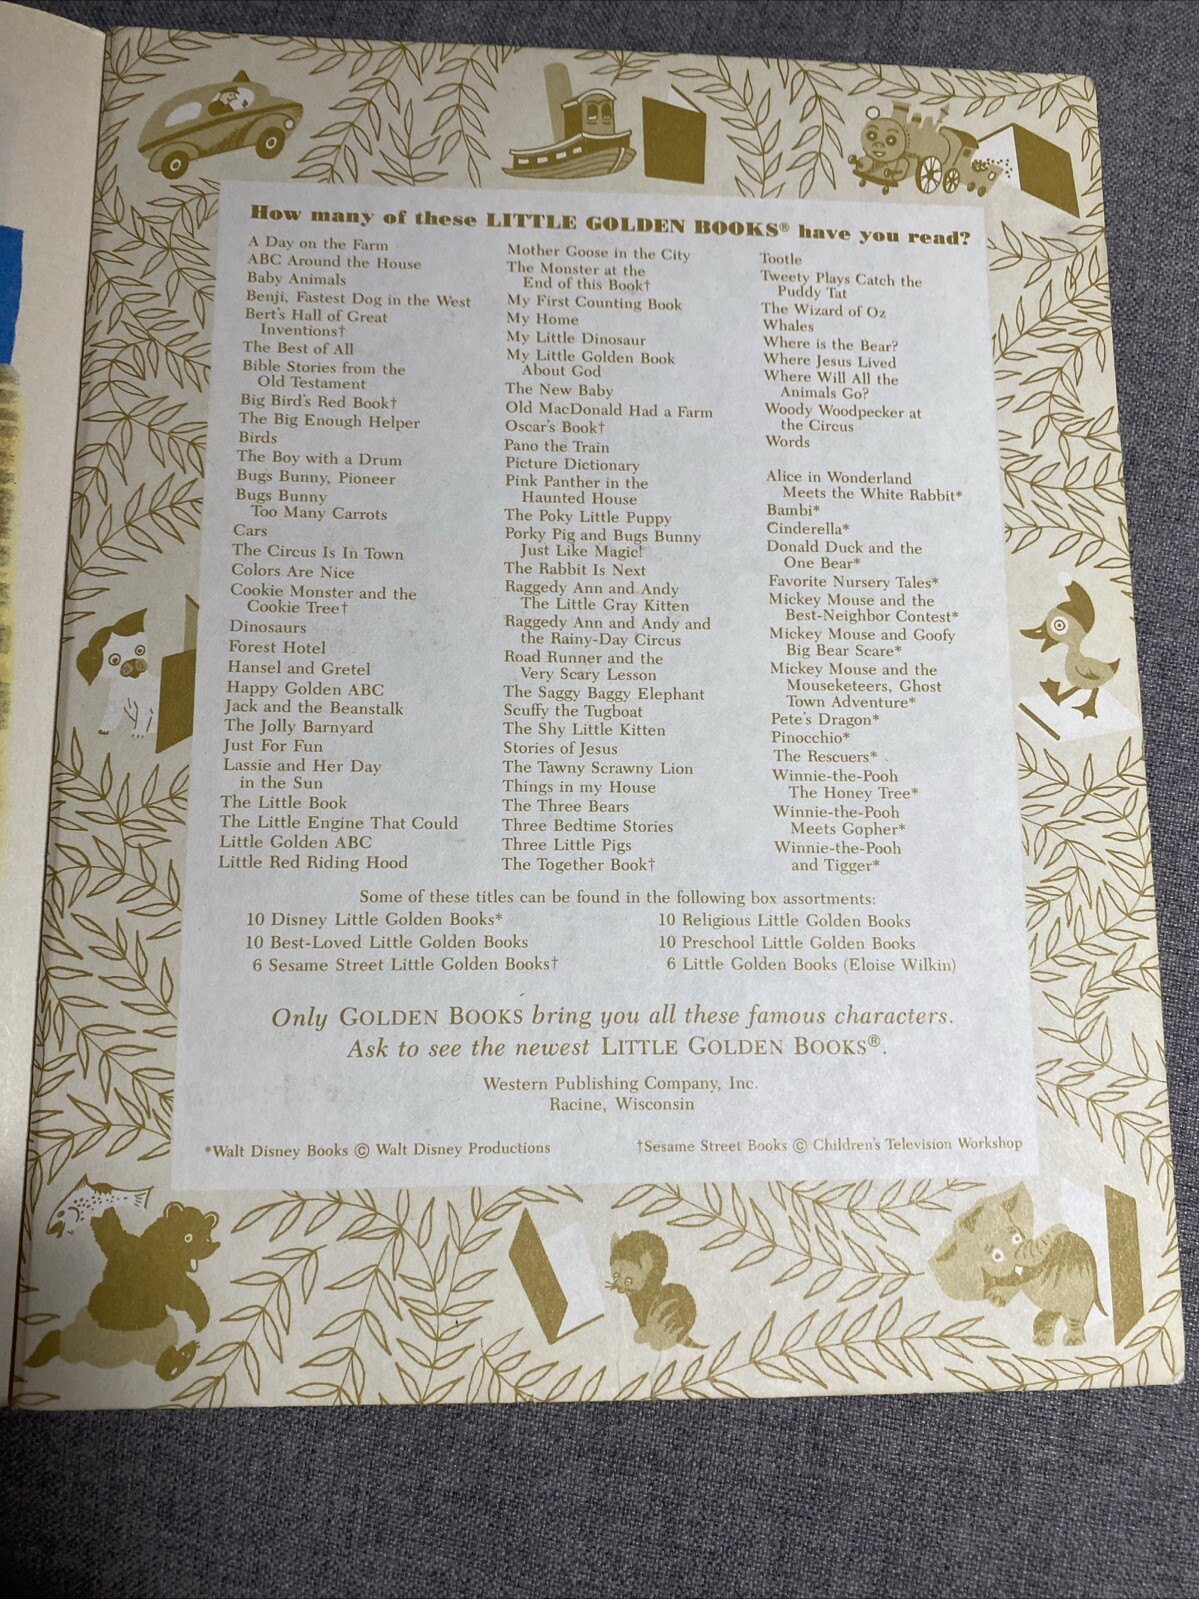 How many of these LITTLE GOLDEN BOOKS® have you read?
A Day on the Farm
ABC Around the House
Baby Animals
Benji, Fastest Dog in the West
Bert's Hall of Great
Inventions†
The Best of All
Bible Stories from the
Old Testament
Big Bird's Red Book†
The Big Enough Helper
Birds
The Boy with a Drum
Bugs Bunny, Pioneer
Bugs Bunny
Too Many Carrots
Cars
The Circus Is In Town
Colors Are Nice
Cookie Monster and the
Cookie Tree†
Dinosaurs
Forest Hotel
Hansel and Gretel
Happy Golden ABC
Jack and the Beanstalk
The Jolly Barnyard
Just For Fun
Lassie and Her Day
in the Sun
The Little Book
The Little Engine That Could
Little Golden ABC
Little Red Riding Hood
Mother Goose in the City
The Monster at the
End of this Book†
My First Counting Book
My Home
My Little Dinosaur
My Little Golden Book
About God
The New Baby
Old MacDonald Had a Farm
Oscar's Book†
Pano the Train
Picture Dictionary
Pink Panther in the
Haunted House
The Poky Little Puppy
Porky Pig and Bugs Bunny
Just Like Magic!
The Rabbit Is Next
Raggedy Ann and Andy
The Little Gray Kitten
Raggedy Ann and Andy and
the Rainy-Day Circus
Road Runner and the
Very Scary Lesson
The Saggy Baggy Elephant
Scuffy the Tugboat
The Shy Little Kitten
Stories of Jesus
The Tawny Scrawny Lion
Things in my House
The Three Bears
Three Bedtime Stories
Three Little Pigs
The Together Book†
Tootle
Tweety Plays Catch the
Puddy Tat
The Wizard of Oz
Whales
Where is the Bear?
Where Jesus Lived
Where Will All the
Animals Go?
Woody Woodpecker at
the Circus
Words
Alice in Wonderland
Meets the White Rabbit*
Bambi*
Cinderella*
Donald Duck and the
One Bear*
Favorite Nursery Tales*
Mickey Mouse and the
Best-Neighbor Contest*
Mickey Mouse and Goofy
Big Bear Scare*
Mickey Mouse and the
Mouseketeers, Ghost
Town Adventure*
Pete's Dragon*
Pinocchio*
The Rescuers*
Winnie-the-Pooh
The Honey Tree*
Winnie-the-Pooh
Meets Gopher*
Winnie-the-Pooh
and Tigger*
Some of these titles can be found in the following box assortments:
10 Disney Little Golden Books*
10 Best-Loved Little Golden Books
6 Sesame Street Little Golden Books†
10 Religious Little Golden Books
10 Preschool Little Golden Books
6 Little Golden Books (Eloise Wilkin)
Only GOLDEN BOOKS bring you all these famous characters.
Ask to see the newest LITTLE GOLDEN BOOKS®.
Western Publishing Company, Inc.
Racine, Wisconsin
*Walt Disney Books © Walt Disney Productions
†Sesame Street Books © Children's Television Workshop